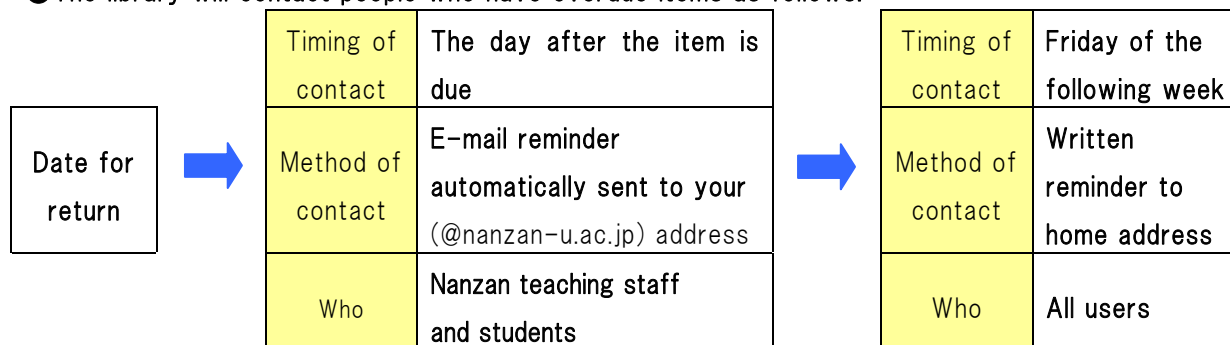 ●The library will contact people who have overdue items as follows.
Date for
return
Timing of
contact
The day after the item is
due
Method of
contact
E-mail reminder
automatically sent to your
(@nanzan-u.ac.jp) address
Who
Nanzan teaching staff
and students
Timing of
contact
Friday of the
following week
Method of
contact
Written
reminder to
home address
Who
All users